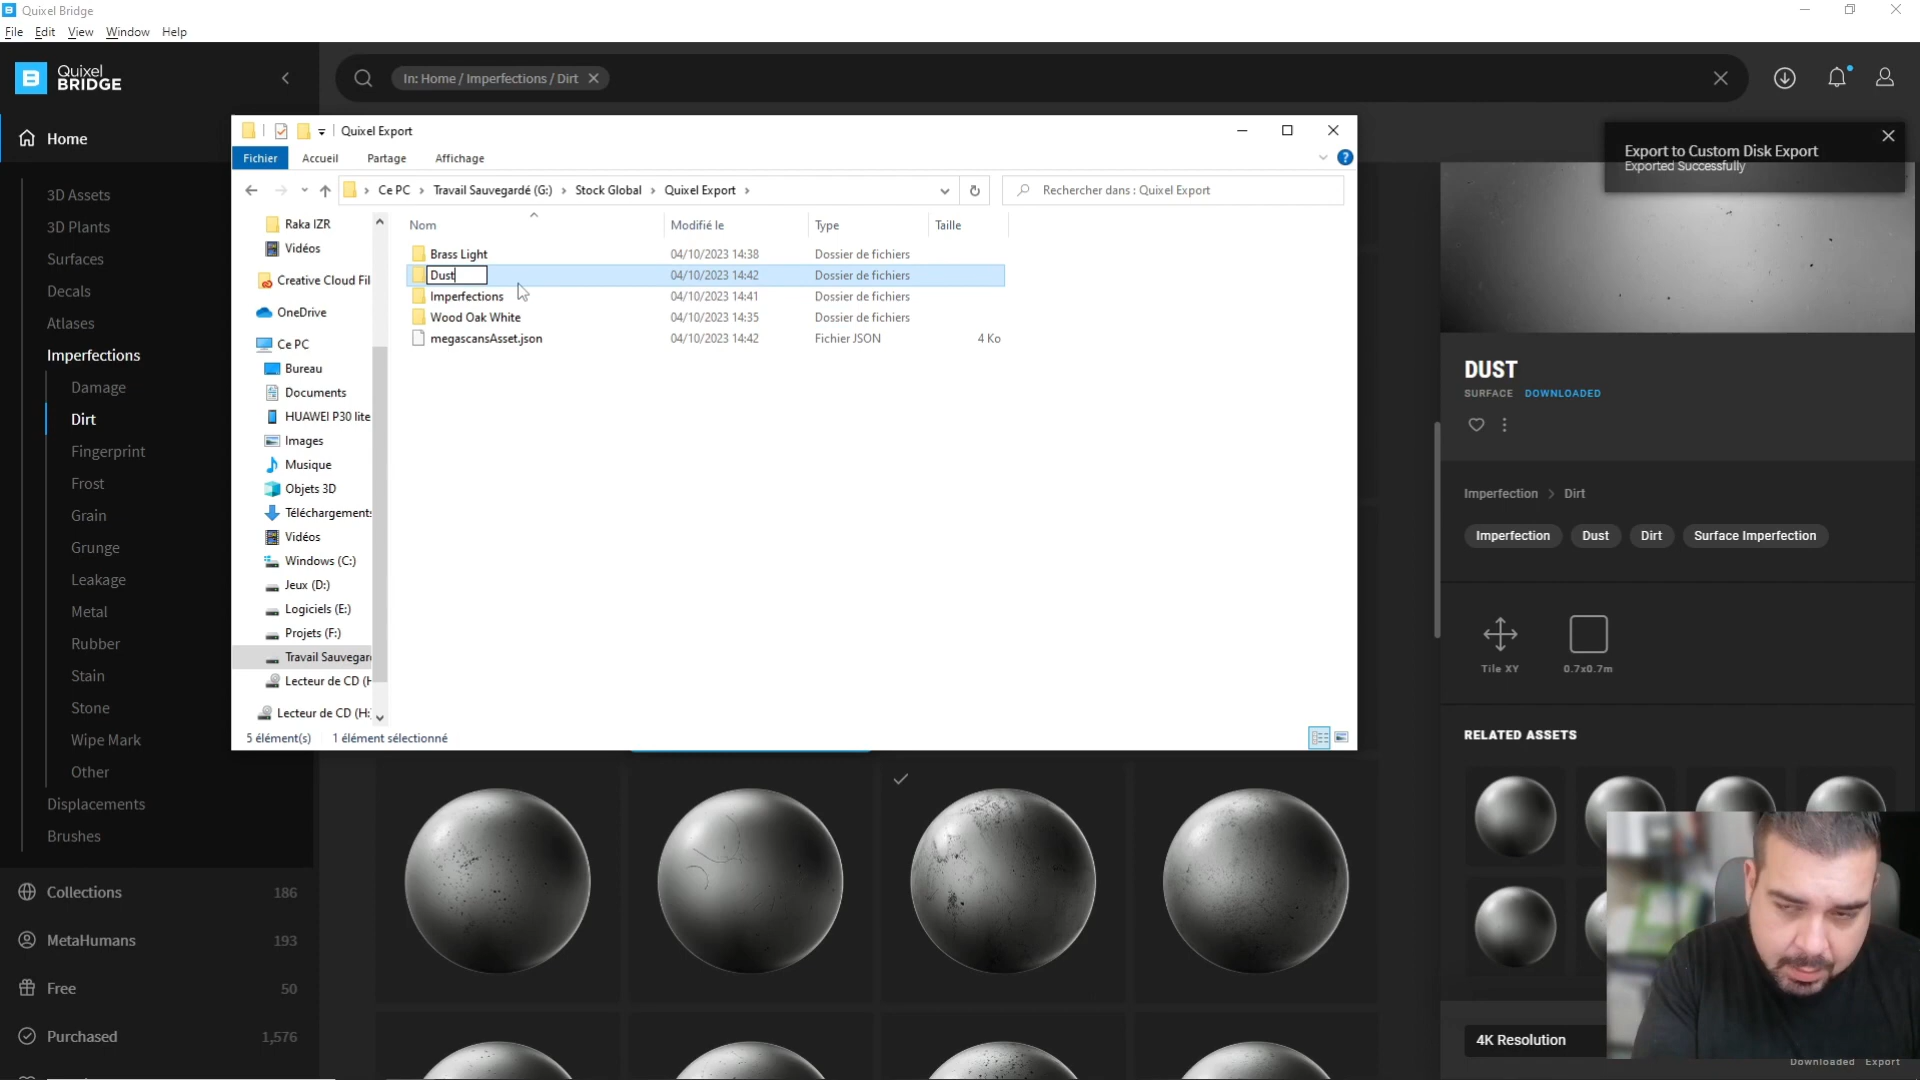 Quixel Bridge
File Edit View Window Help
Quixel
BRIDGE
In: Home / Imperfections / Dirt
Home
3D Assets
3D Plants
Surfaces
Decals
Atlases
Imperfections
Damage
Dirt
Fingerprint
Frost
Grain
Grunge
Leakage
Metal
Rubber
Stain
Stone
Wipe Mark
Other
Displacements
Brushes
Collections 186
MetaHumans 193
Free 50
Purchased 1,576
Quixel Export
Fichier Accueil Partage Affichage
Ce PC > Travail Sauvegardé (G:) > Stock Global > Quixel Export >
Rechercher dans : Quixel Export
Raka IZR
Vidéos
Creative Cloud Fil
OneDrive
Ce PC
Bureau
Documents
HUAWEI P30 lite
Images
Musique
Objets 3D
Téléchargements
Vidéos
Windows (C:)
Jeux (D:)
Logiciels (E:)
Projets (F:)
Travail Sauvegar
Lecteur de CD (H
Lecteur de CD (H:
Nom Modifié le Type Taille
Brass Light 04/10/2023 14:38 Dossier de fichiers
Dust 04/10/2023 14:42 Dossier de fichiers
Imperfections 04/10/2023 14:41 Dossier de fichiers
Wood Oak White 04/10/2023 14:35 Dossier de fichiers
megascansAsset.json 04/10/2023 14:42 Fichier JSON 4 Ko
5 élément(s) 1 élément sélectionné
Export to Custom Disk Export
Exported Successfully
DUST
SURFACE DOWNLOADED
Imperfection > Dirt
Imperfection Dust Dirt Surface Imperfection
Tile XY 0.7x0.7m
RELATED ASSETS
4K Resolution
Downloaded Export